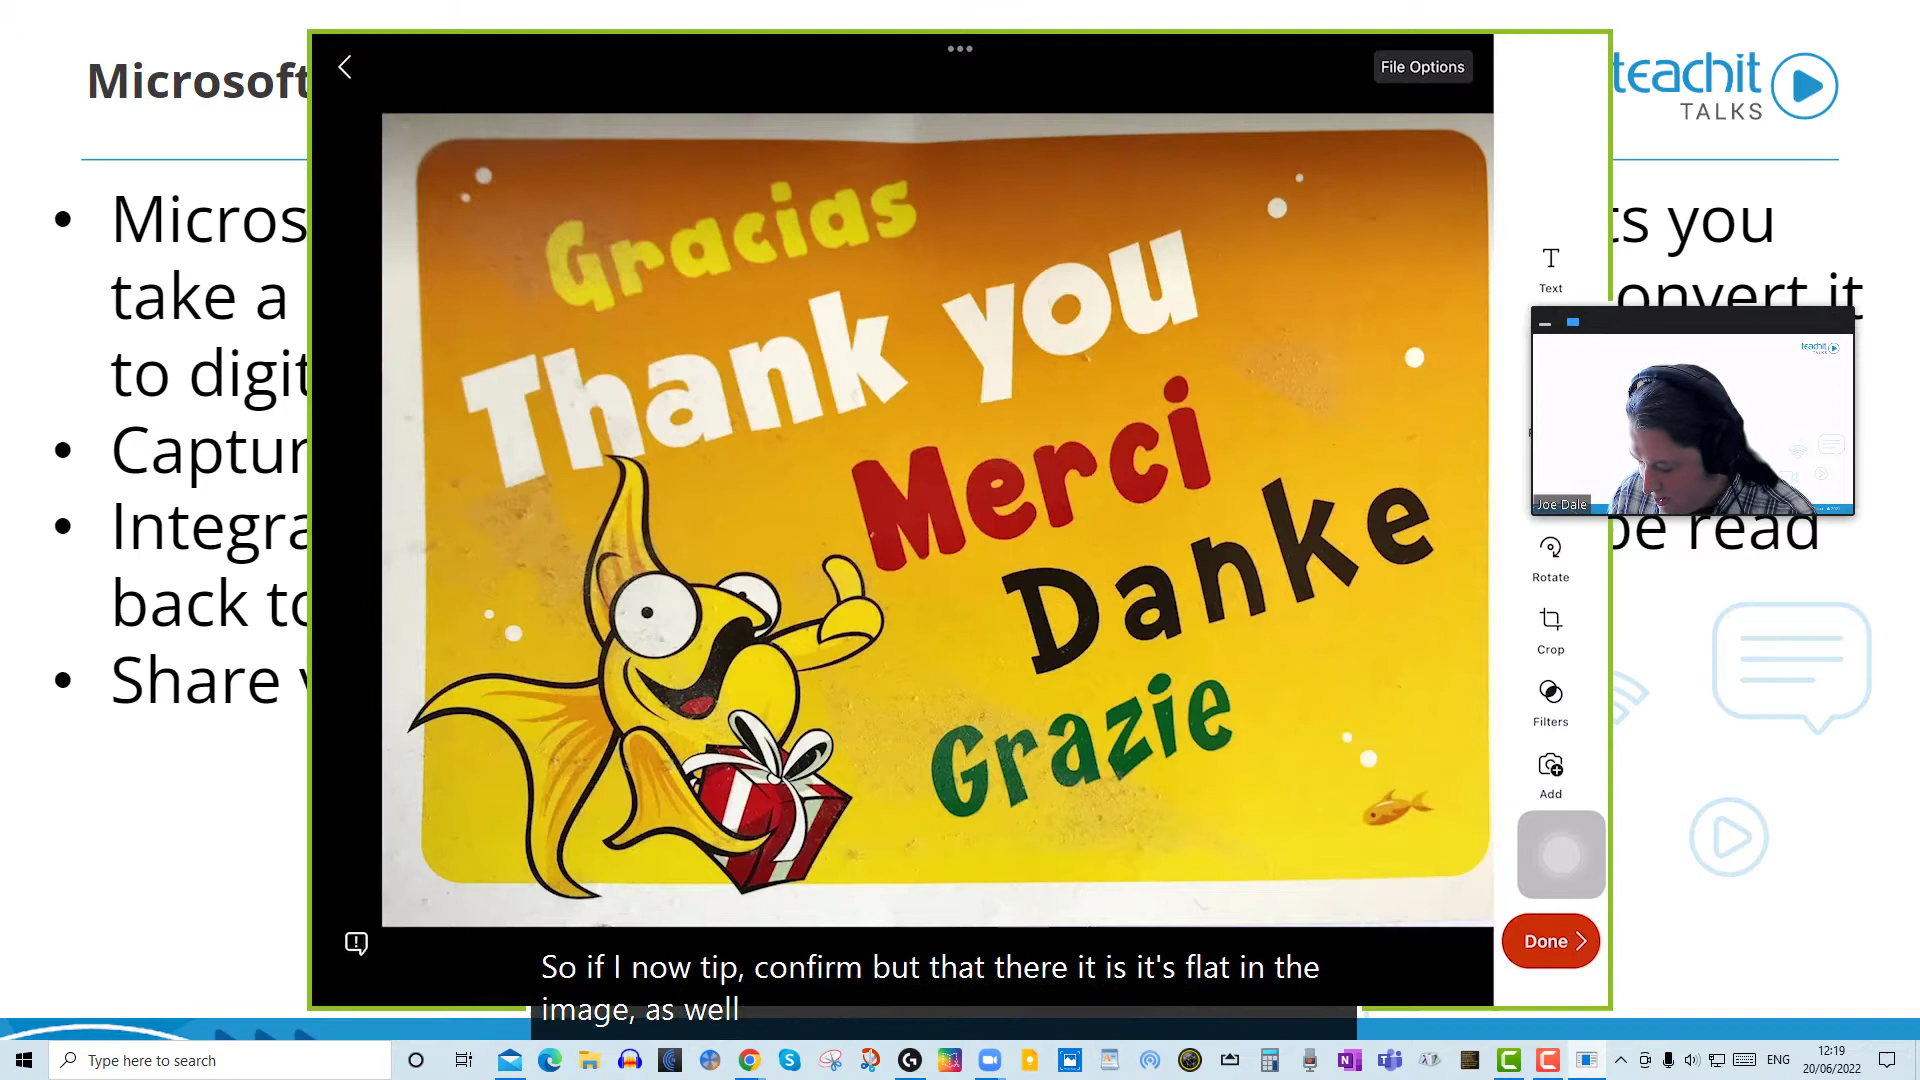 Microsoft
File Options
teachit
TALKS
Gracias
Thank you
Merci
Danke
Grazie
Text
teachit
Joe Dale
Rotate
Crop
Filters
Add
Done
take a
to digit
ts you
onvert it
back to
be read
Share
So if I now tip, confirm but that there it is it's flat in the
image, as well
Type here to search
ENG
12:19
20/06/2022